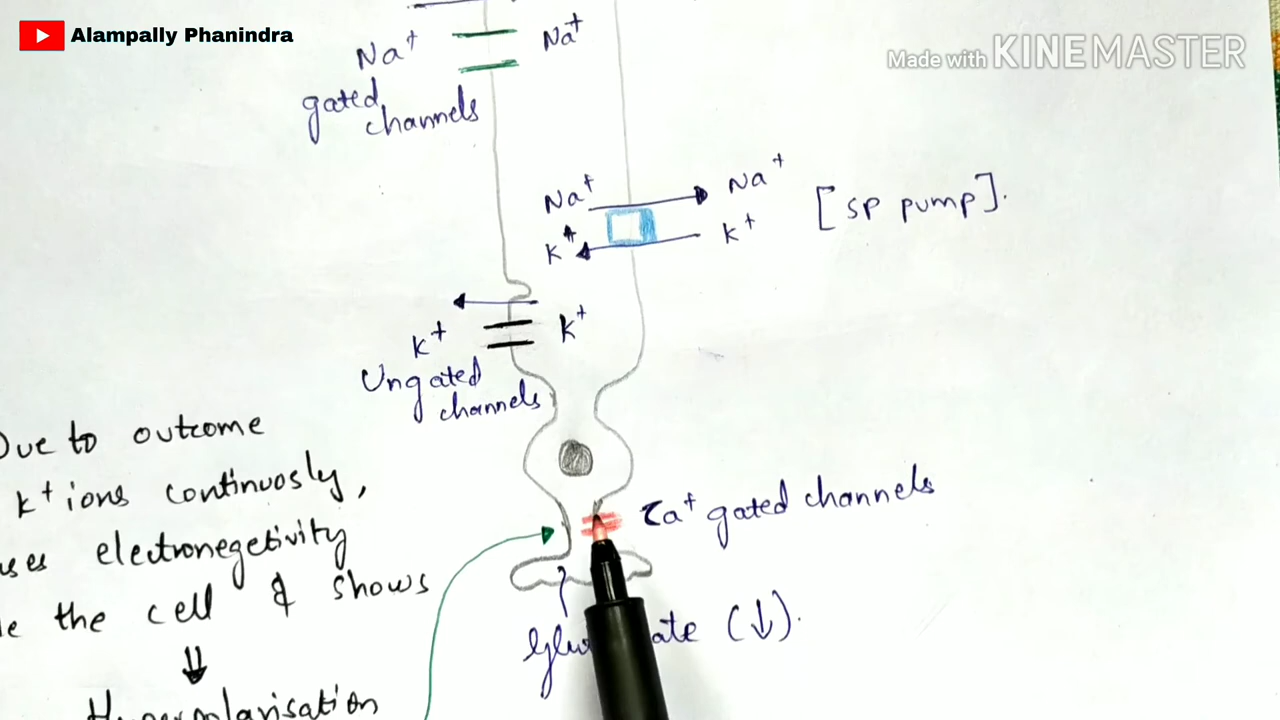 Alampally Phanindra
Made with KINEMASTER
Na⁺ Na⁺
gated
channels
Na⁺ Na⁺
[SP pump].
K⁺ K⁺
K⁺ K⁺
Ungated
channels
Due to outcome
K⁺ ions continuosly,
electronegetivity
the cell & shows
⇓
Ca⁺ gated channels
(↓).